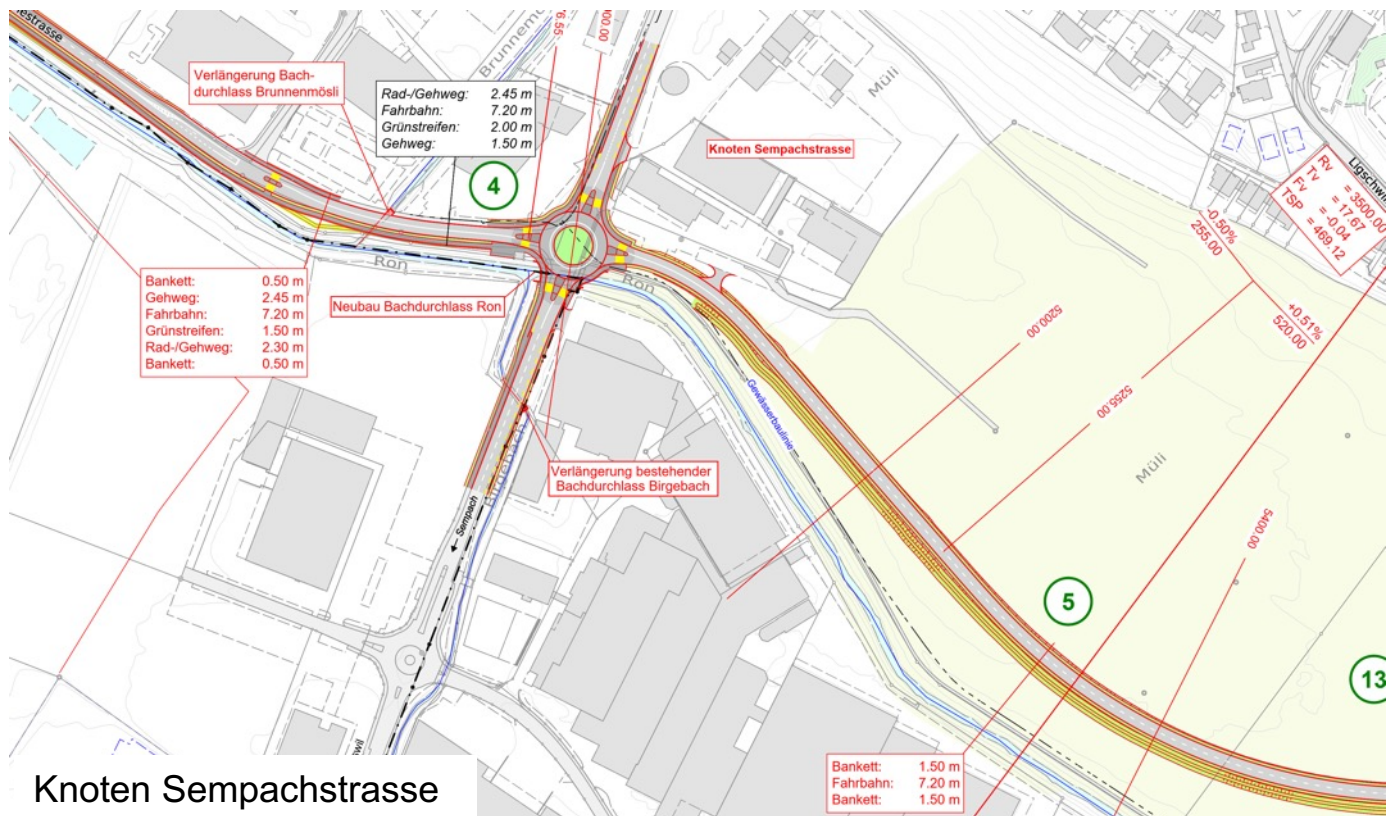 Verlängerung Bach-
durchlass Brunnenmösli
Rad-/Gehweg: 2.45 m
Fahrbahn: 7.20 m
Grünstreifen: 2.00 m
Gehweg: 1.50 m
4
Müli
Knoten Sempachstrasse
Rv = 3500.00
Tv = 17.67
Fv = -0.04
TSP = 469.12
-0.50%
255.00
+0.51%
520.00
Ron
Ron
Bankett: 0.50 m
Gehweg: 2.45 m
Fahrbahn: 7.20 m
Grünstreifen: 1.50 m
Rad-/Gehweg: 2.30 m
Bankett: 0.50 m
Neubau Bachdurchlass Ron
5200.00
5255.00
5400.00
Gewässerbaulinie
Birgebach
Verlängerung bestehender
Bachdurchlass Birgebach
Müli
Sempach
5
13
Bankett: 1.50 m
Fahrbahn: 7.20 m
Bankett: 1.50 m
Knoten Sempachstrasse